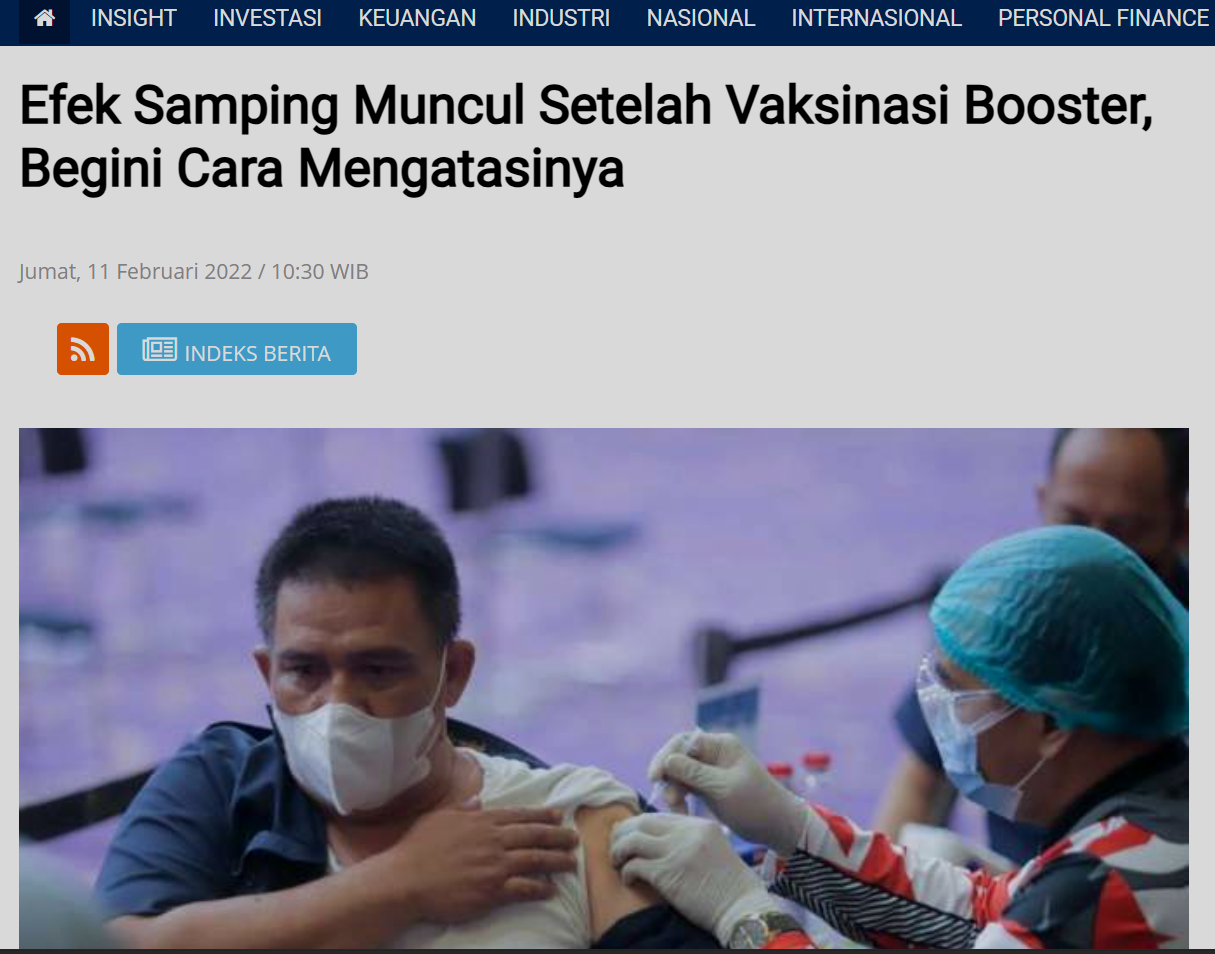 INSIGHT INVESTASI KEUANGAN INDUSTRI NASIONAL INTERNASIONAL PERSONAL FINANCE
Efek Samping Muncul Setelah Vaksinasi Booster,
Begini Cara Mengatasinya
Jumat, 11 Februari 2022 / 10:30 WIB
INDEKS BERITA